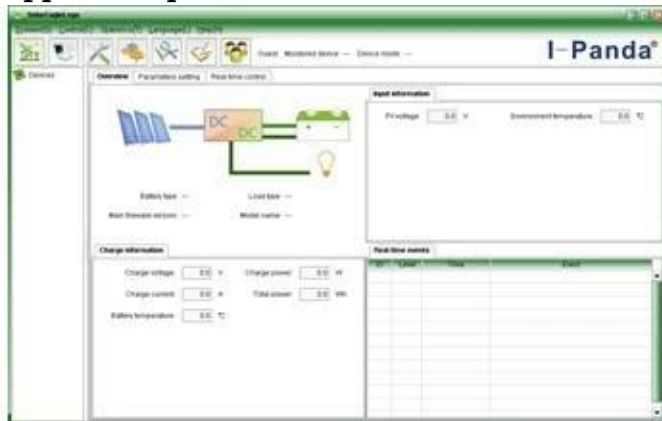 SolarEagleLogs
Guest Monitored device --- Device mode ---
I-Panda
Devices
Overview Parameters setting Real time control
DC
DC
+ -
Battery type ---
Load type ---
Main firmware version ---
Model name ---
Input information
PV voltage 0.0 V
Environment temperature 0.0 ℃
Charge information
Charge voltage 0.0 V
Charge power 0.0 W
Charge current 0.0 A
Total power 0.0 Wh
Battery temperature 0.0 ℃
Real time events
ID Level Time Event